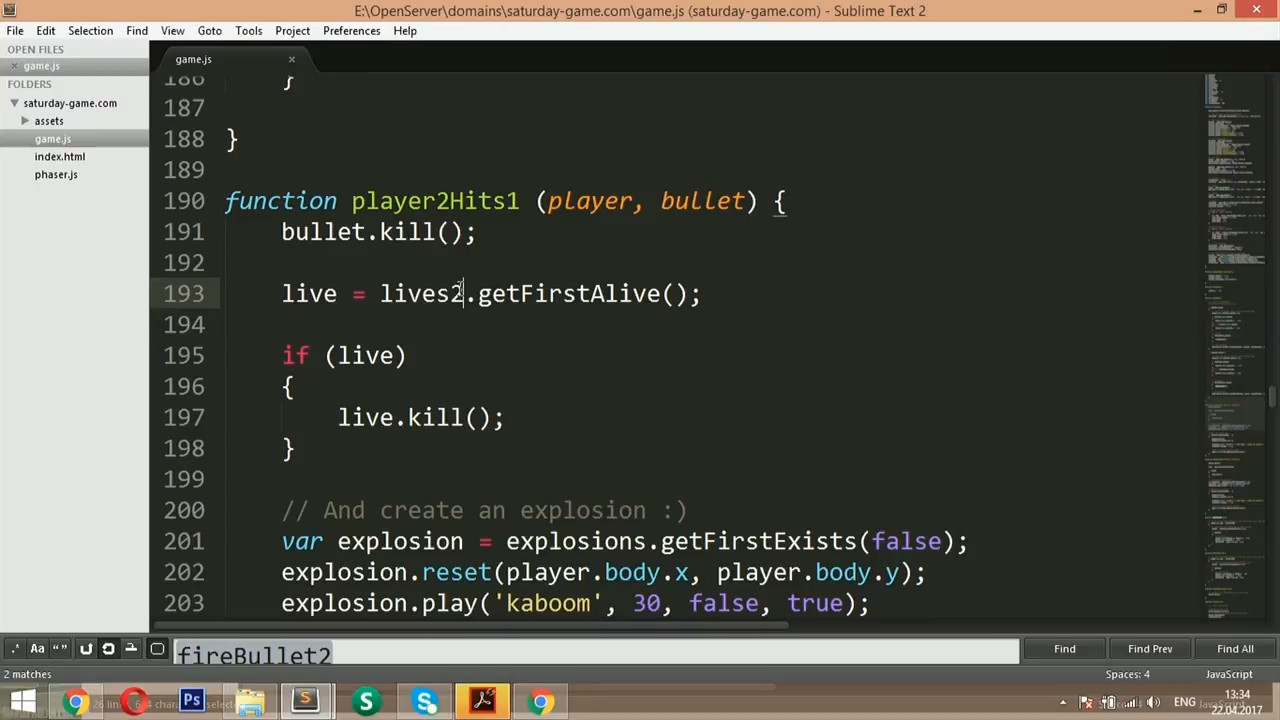 E:\OpenServer\domains\saturday-game.com\game.js (saturday-game.com) - Sublime Text 2
File Edit Selection Find View Goto Tools Project Preferences Help
OPEN FILES
game.js
FOLDERS
saturday-game.com
assets
game.js
index.html
phaser.js
game.js
186 }
187
188 }
189
190 function player2Hits1 (player, bullet) {
191 bullet.kill();
192
193 live = lives2.getFirstAlive();
194
195 if (live)
196 {
197 live.kill();
198 }
199
200 // And create an explosion :)
201 var explosion = explosions.getFirstExists(false);
202 explosion.reset(player.body.x, player.body.y);
203 explosion.play('kaboom', 30, false, true);
.* Aa “ ” fireBullet2 Find Find Prev Find All
2 matches Spaces: 4 JavaScript
Ps S S ENG 13:34
22.04.2017